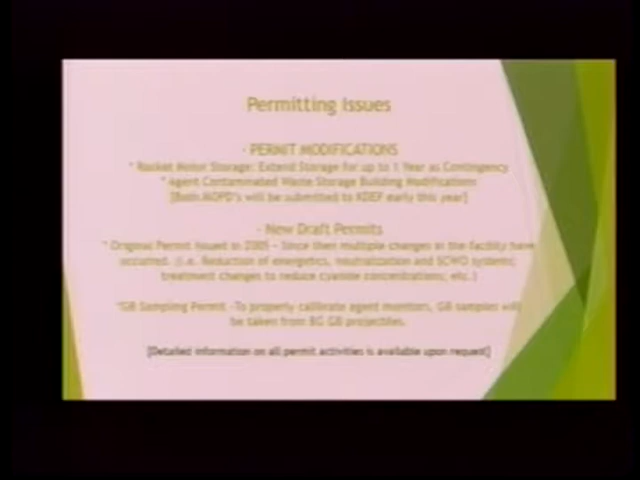 Permitting Issues
- PERMIT MODIFICATIONS
* Rocket Motor Storage: Extend Storage for up to 1 Year as Contingency
* Agent Contaminated Waste Storage Building Modifications
[Both MOFD's will be submitted to KDEP early this year]
- New Draft Permits
* Original Permit issued in 2005 - Since then multiple changes in the facility have
occurred. (i.e. Reduction of energetics, neutralization and SCWO systems;
treatment changes to reduce cyanide concentrations, etc.)
*GB Sampling Permit -To properly calibrate agent monitors, GB samples will
be taken from BG GB projectiles.
[Detailed information on all permit activities is available upon request]